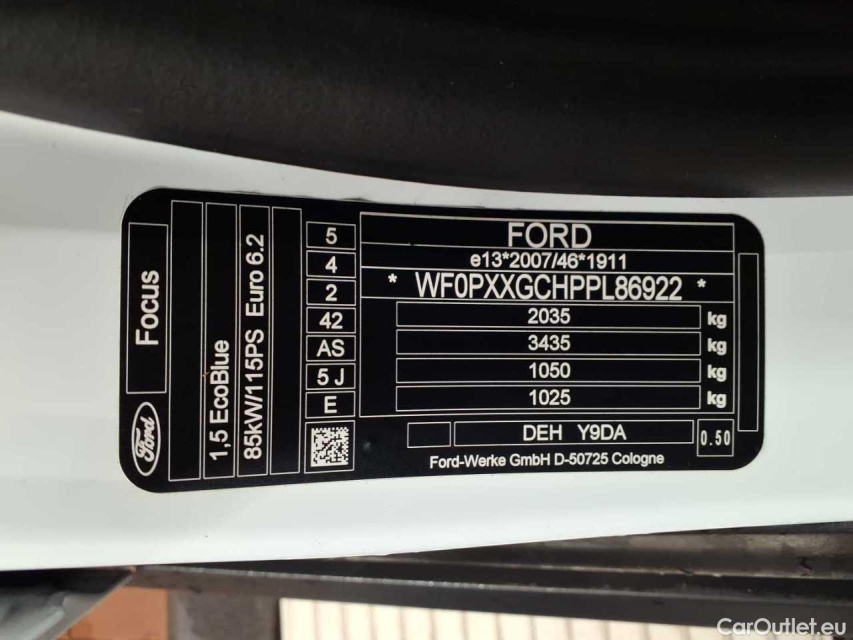 FORD
e13*2007/46*1911
* WF0PXXGCHPPL86922 *
2035 kg
3435 kg
1050 kg
1025 kg
DEH Y9DA
0.50
Ford-Werke GmbH D-50725 Cologne
5
4
2
42
AS
5 J
E
Focus
Ford
1,5 EcoBlue
85kW/115PS Euro 6.2
CarOutlet.eu